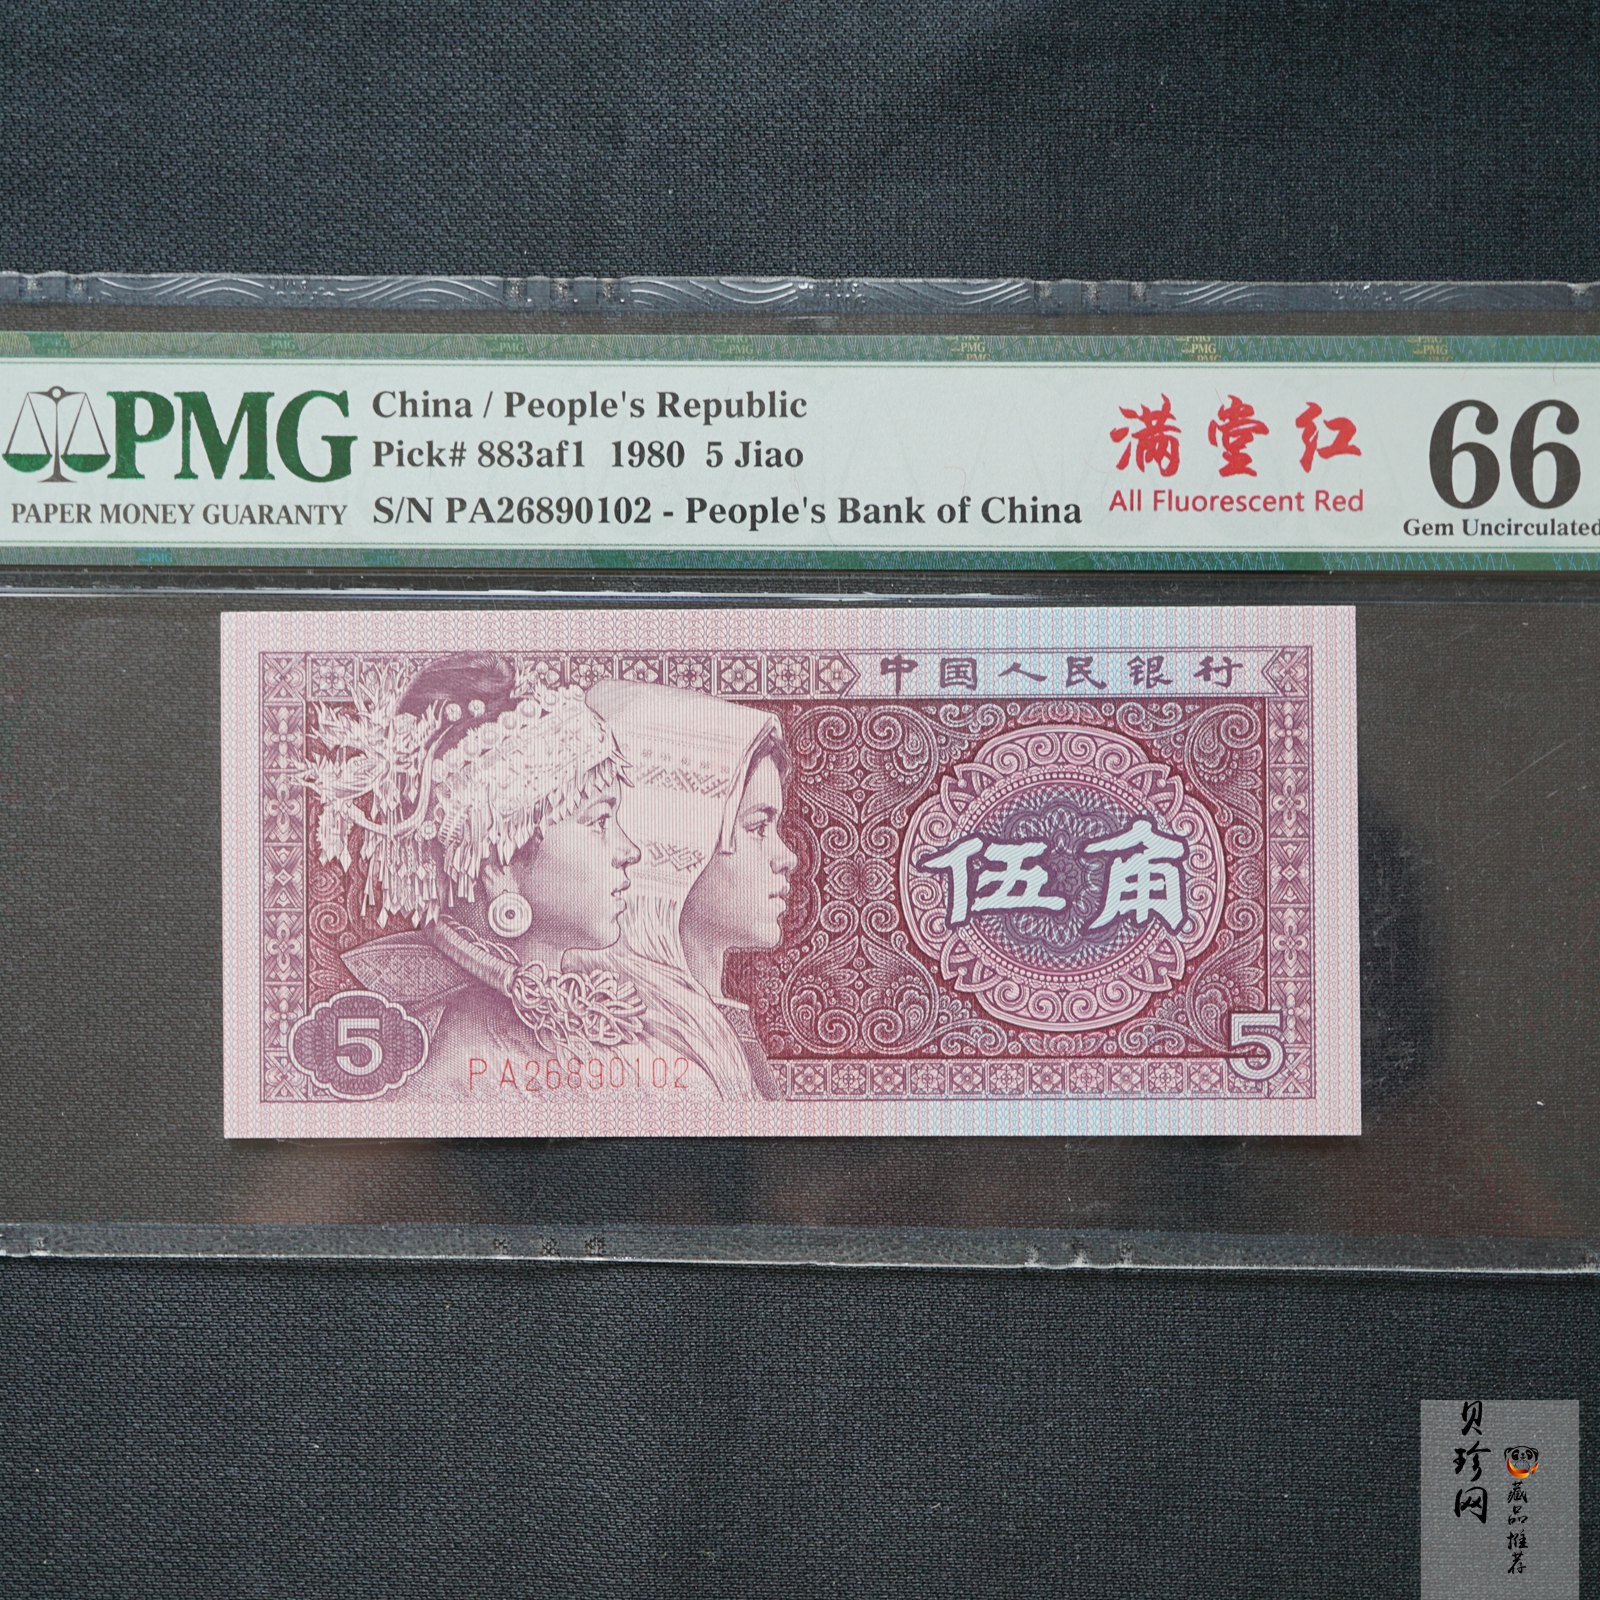 PMG
PAPER MONEY GUARANTY
China / People's Republic
Pick# 883af1 1980 5 Jiao
S/N PA26890102 - People's Bank of China
满堂红
All Fluorescent Red
66
Gem Uncirculated
中国人民银行
伍角
5
PA26890102
5
贝珍网
藏品推荐